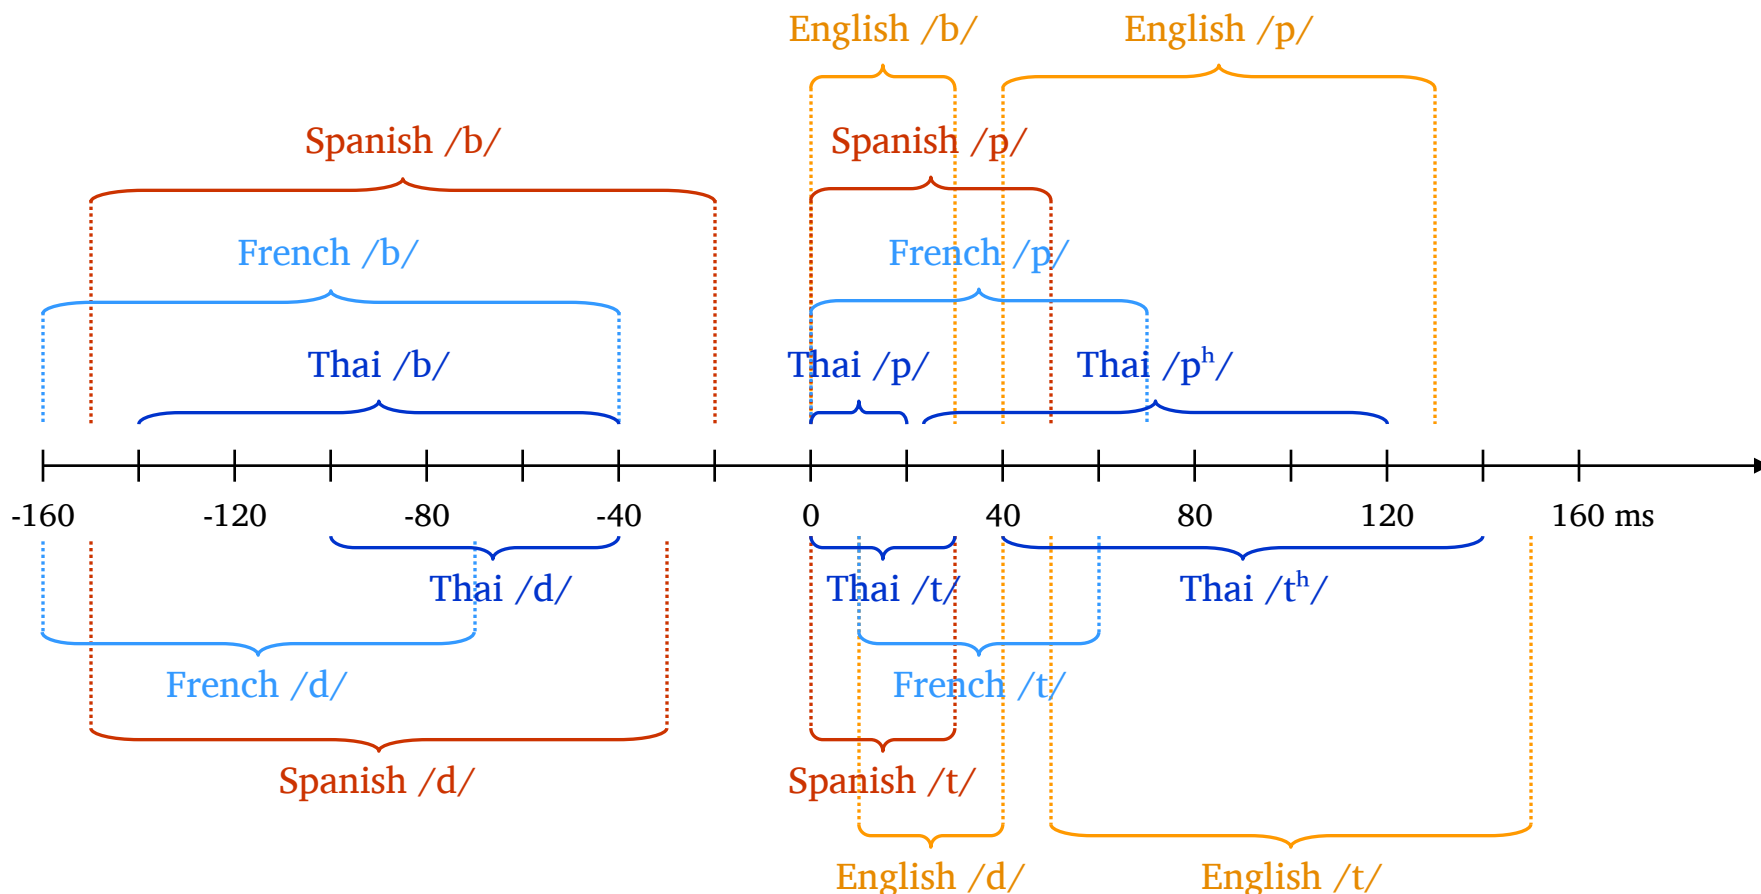 English /b/ English /p/
Spanish /b/ Spanish /p/
French /b/ French /p/
Thai /b/ Thai /p/ Thai /pʰ/
-160 -120 -80 -40 0 40 80 120 160 ms
Thai /d/ Thai /t/ Thai /tʰ/
French /d/ French /t/
Spanish /d/ Spanish /t/
English /d/ English /t/